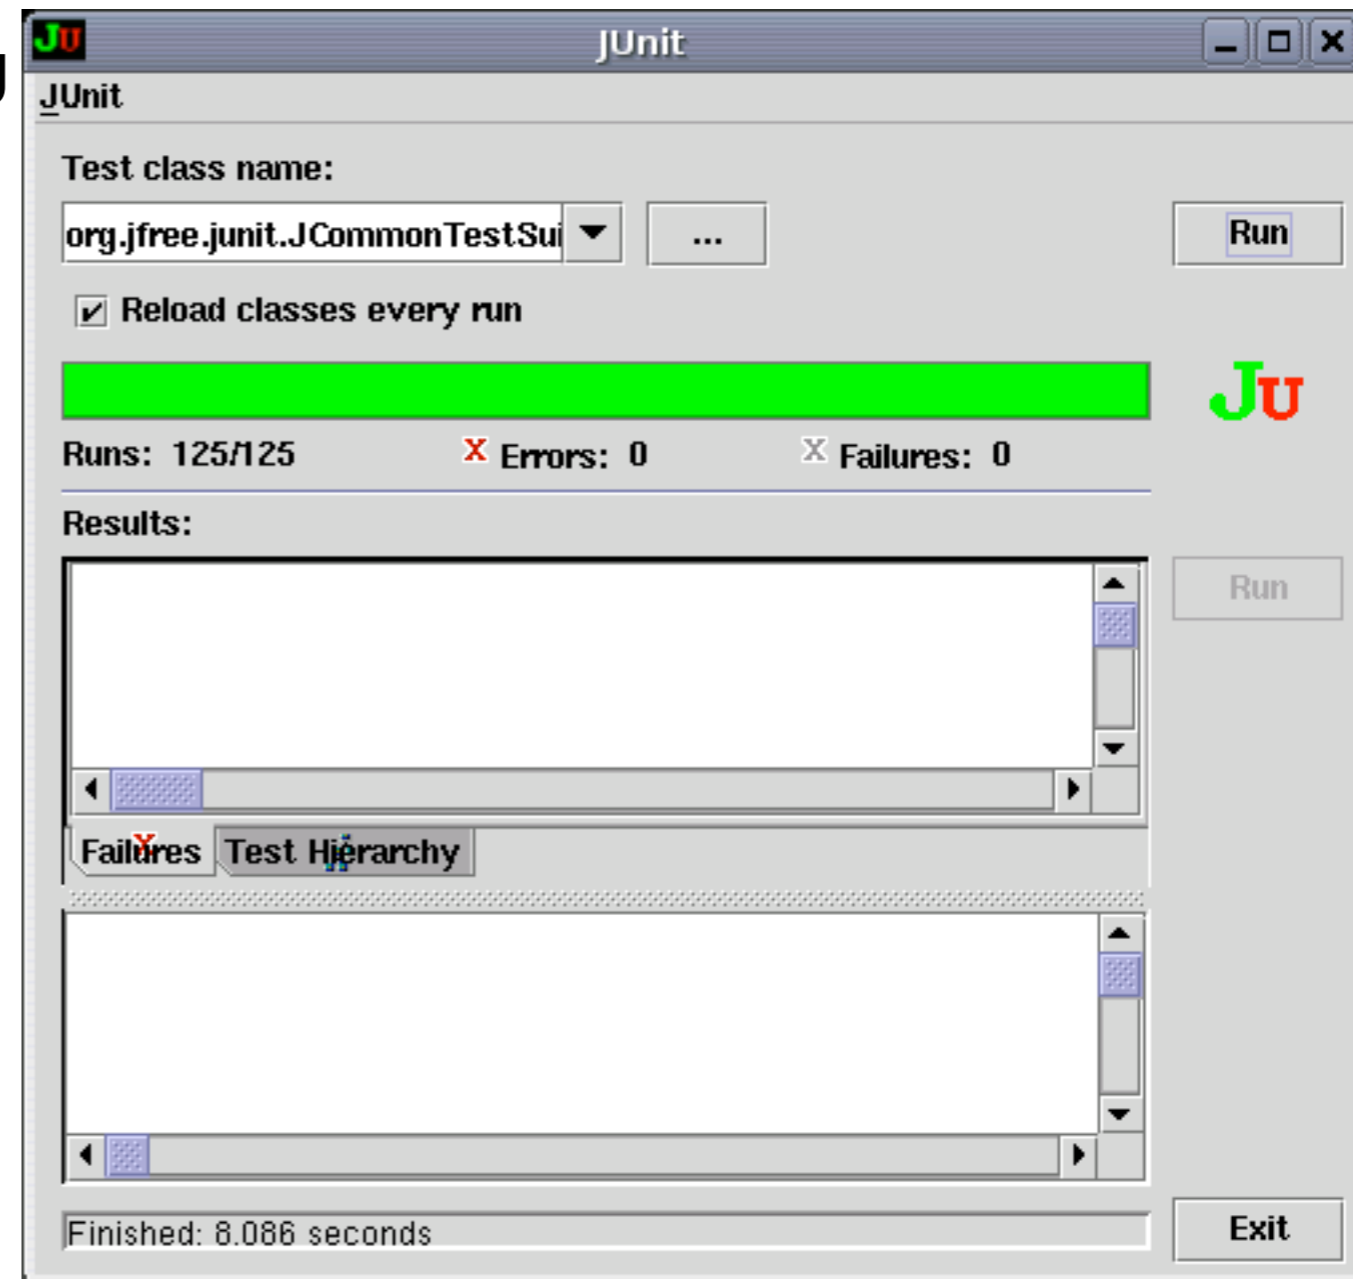 JU JUnit
g
JUnit
Test class name:
org.jfree.junit.JCommonTestSui ... Run
Reload classes every run
JU
Runs: 125/125 X Errors: 0 X Failures: 0
Results:
Run
Failures Test Hierarchy
Finished: 8.086 seconds
Exit